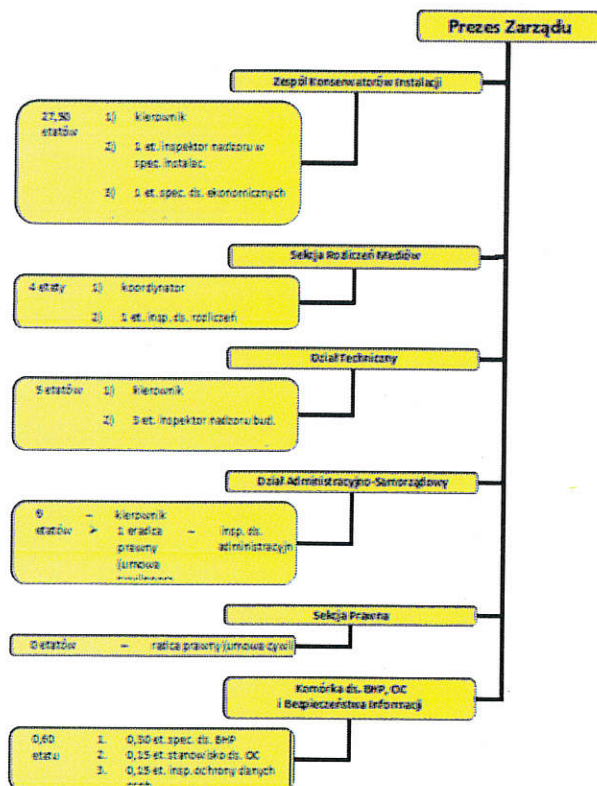 Prezes Zarządu
Zespół Konserwatorów Instalacji
27,50 etatów 1) kierownik
2) 1 et. inspektor nadzoru w
spec. instalac.
3) 1 et. spec. ds. ekonomicznych
Sekcja Rozliczeń Mediów
4 etaty 1) koordynator
2) 1 et. insp. ds. rozliczeń
Dział Techniczny
5 etatów 1) kierownik
2) 3 et. inspektor nadzoru bud.
Dział Administracyjno-Samorządowy
– kierownik
etatów ➢ 1 eradca – insp. ds.
prawny administracyjn
(umowa
Sekcja Prawna
0 etatów – radca prawny (umowa cywil
Komórka ds. BHP, OC
i Bezpieczeństwa Informacji
0,60 1. 0,30 et. spec. ds. BHP
etatu 2. 0,15 et. stanowisko ds. OC
3. 0,15 et. insp. ochrony danych